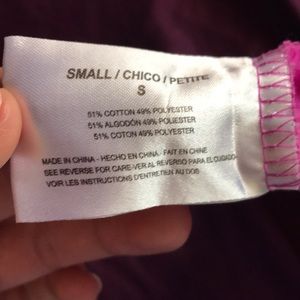 SMALL / CHICO / PETITE
S
51% COTTON 49% POLYESTER
51% ALGODÓN 49% POLYESTER
51% COTON 49% POLYESTER
MADE IN CHINA - HECHO EN CHINA - FAIT EN CHINE
SEE REVERSE FOR CARE-VER AL REVERSO PARA EL CUIDADO-
VOIR LES INSTRUCTIONS D'ENTRETIEN AU DOS